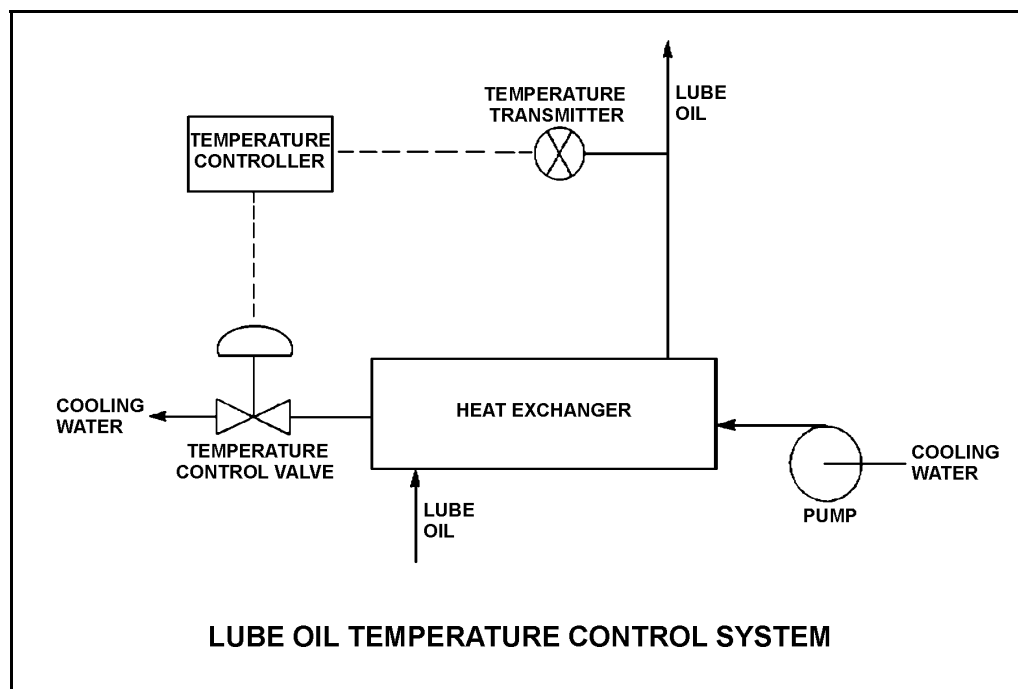 TEMPERATURE
TRANSMITTER
LUBE
OIL
TEMPERATURE
CONTROLLER
COOLING
WATER
TEMPERATURE
CONTROL VALVE
HEAT EXCHANGER
LUBE
OIL
COOLING
WATER
PUMP
LUBE OIL TEMPERATURE CONTROL SYSTEM